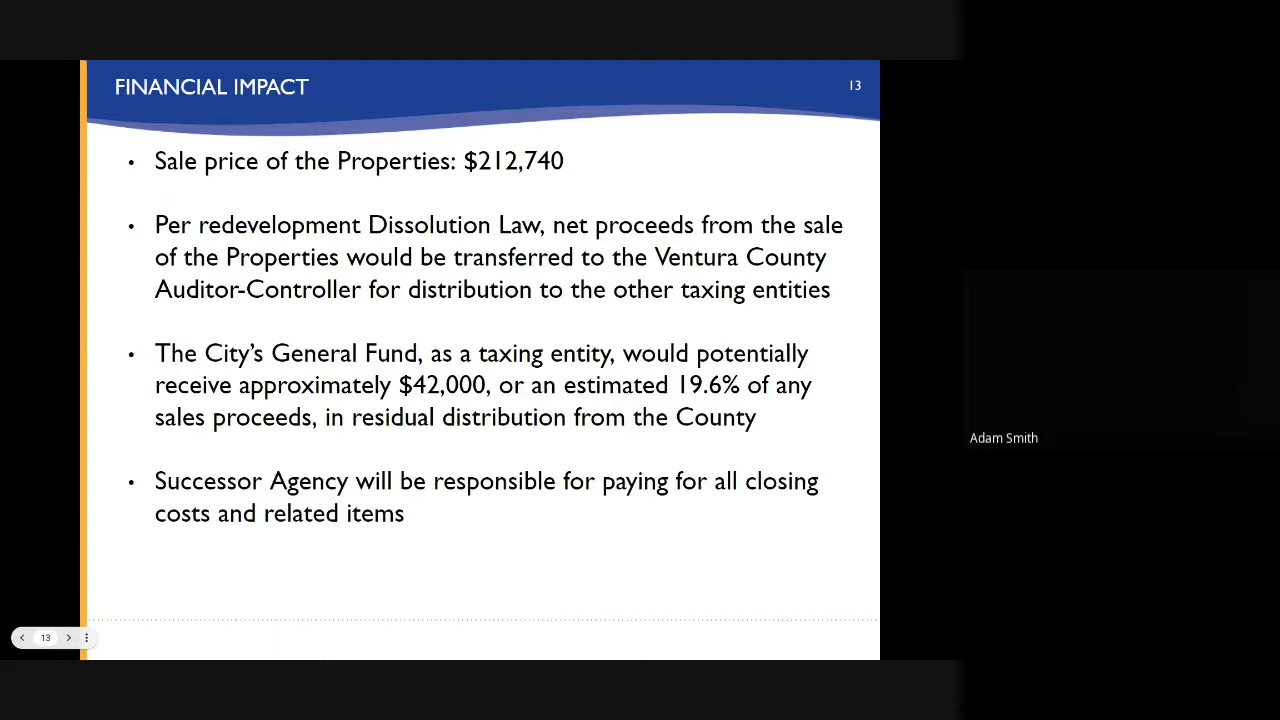 FINANCIAL IMPACT
13
• Sale price of the Properties: $212,740
• Per redevelopment Dissolution Law, net proceeds from the sale
of the Properties would be transferred to the Ventura County
Auditor-Controller for distribution to the other taxing entities
• The City’s General Fund, as a taxing entity, would potentially
receive approximately $42,000, or an estimated 19.6% of any
sales proceeds, in residual distribution from the County
• Successor Agency will be responsible for paying for all closing
costs and related items
Adam Smith
13